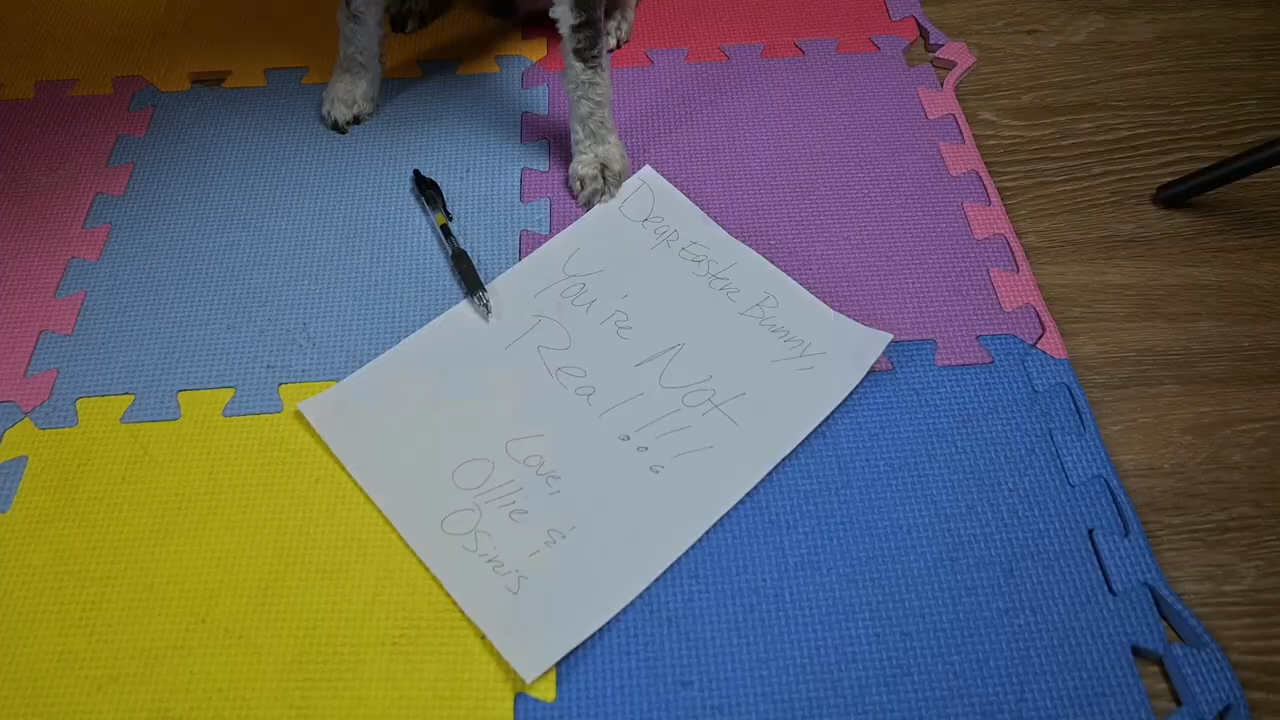 Dear Easter Bunny,
You're Not
Real!!!
Love,
Ollie &
Osiris